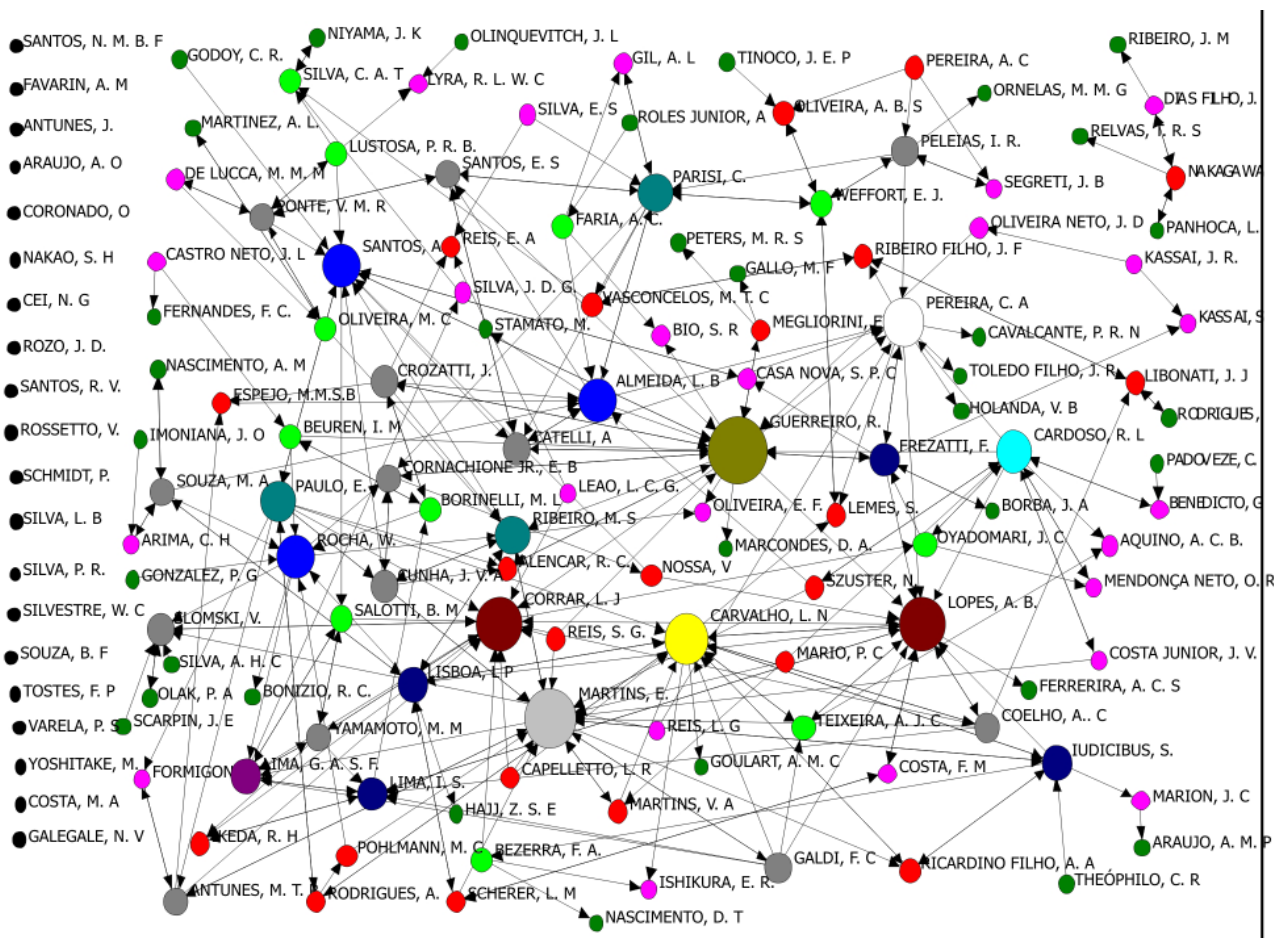 SANTOS, N. M. B. F
FAVARIN, A. M
ANTUNES, J.
ARAUJO, A. O
CORONADO, O
NAKAO, S. H
CEI, N. G
ROZO, J. D.
SANTOS, R. V.
ROSSETTO, V.
SCHMIDT, P.
SILVA, L. B
SILVA, P. R.
SILVESTRE, W. C
SOUZA, B. F
TOSTES, F. P
VARELA, P. S
YOSHITAKE, M.
COSTA, M. A
GALEGALE, N. V
NIYAMA, J. K
OLINQUEVITCH, J. L
GODOY, C. R.
SILVA, C. A. T
LYRA, R. L. W. C
GIL, A. L
TINOCO, J. E. P
PEREIRA, A. C
RIBEIRO, J. M
ORNELAS, M. M. G
DIAS FILHO, J.
SILVA, E. S
ROLES JUNIOR, A
OLIVEIRA, A. B. S
MARTINEZ, A. L.
RELVAS, T. R. S
LUSTOSA, P. R. B.
PELEIAS, I. R.
SANTOS, E. S
DE LUCCA, M. M. M
PARISI, C.
SEGRETI, J. B
NAKAGAWA
PONTE, V. M. R
FARIA, A. C.
WEFFORT, E. J.
OLIVEIRA NETO, J. D
PANHOCA, L.
SANTOS, A
REIS, E. A
PETERS, M. R. S
RIBEIRO FILHO, J. F
CASTRO NETO, J. L
KASSAI, J. R.
GALLO, M. F
SILVA, J. D. G.
VASCONCELOS, M. T. C
PEREIRA, C. A
FERNANDES, F. C.
OLIVEIRA, M. C
STAMATO, M.
BIO, S. R
MEGLIORINI, E
KASSAI, S
CAVALCANTE, P. R. N
NASCIMENTO, A. M
CROZATTI, J.
ALMEIDA, L. B
CASA NOVA, S. P. C
TOLEDO FILHO, J. R.
LIBONATI, J. J
ESPEJO, M.M.S.B
HOLANDA, V. B
RODRIGUES,
GUERREIRO, R.
IMONIANA, J. O
BEUREN, I. M
CATELLI, A
FREZATTI, F.
CARDOSO, R. L
PADOVEZE, C.
CORNACHIONE JR., E. B
SOUZA, M. A
PAULO, E.
LEAO, L. C. G.
BORINELLI, M. L
OLIVEIRA, E. F.
LEMES, S.
BORBA, J. A
BENEDICTO, G
RIBEIRO, M. S
ARIMA, C. H
ROCHA, W.
MARCONDES, D. A.
OYADOMARI, J. C
AQUINO, A. C. B.
GONZALEZ, P. G
CUNHA, J. V. A
ALENCAR, R. C.
NOSSA, V
SZUSTER, N
MENDONÇA NETO, O. R
SLOMSKI, V.
SALOTTI, B. M
CORRAR, L. J
CARVALHO, L. N
LOPES, A. B.
REIS, S. G.
SILVA, A. H. C
MARIO, P. C
COSTA JUNIOR, J. V.
LISBOA, L P
OLAK, P. A
BONIZIO, R. C.
MARTINS, E.
FERRERIRA, A. C. S
SCARPIN, J. E
YAMAMOTO, M. M
REIS, L. G
TEIXEIRA, A. J. C.
COELHO, A.. C
IUDICIBUS, S.
FORMIGON
LIMA, G. A. S. F.
LIMA, I. S.
CAPELLETTO, L. R
GOULART, A. M. C
COSTA, F. M
MARION, J. C
HAJJ, Z. S. E
MARTINS, V. A
IKEDA, R. H
POHLMANN, M. C
BEZERRA, F. A.
GALDI, F. C
RICARDINO FILHO, A. A
ARAUJO, A. M. P
ANTUNES, M. T. P
RODRIGUES, A.
SCHERER, L. M
ISHIKURA, E. R.
THEÓPHILO, C. R
NASCIMENTO, D. T